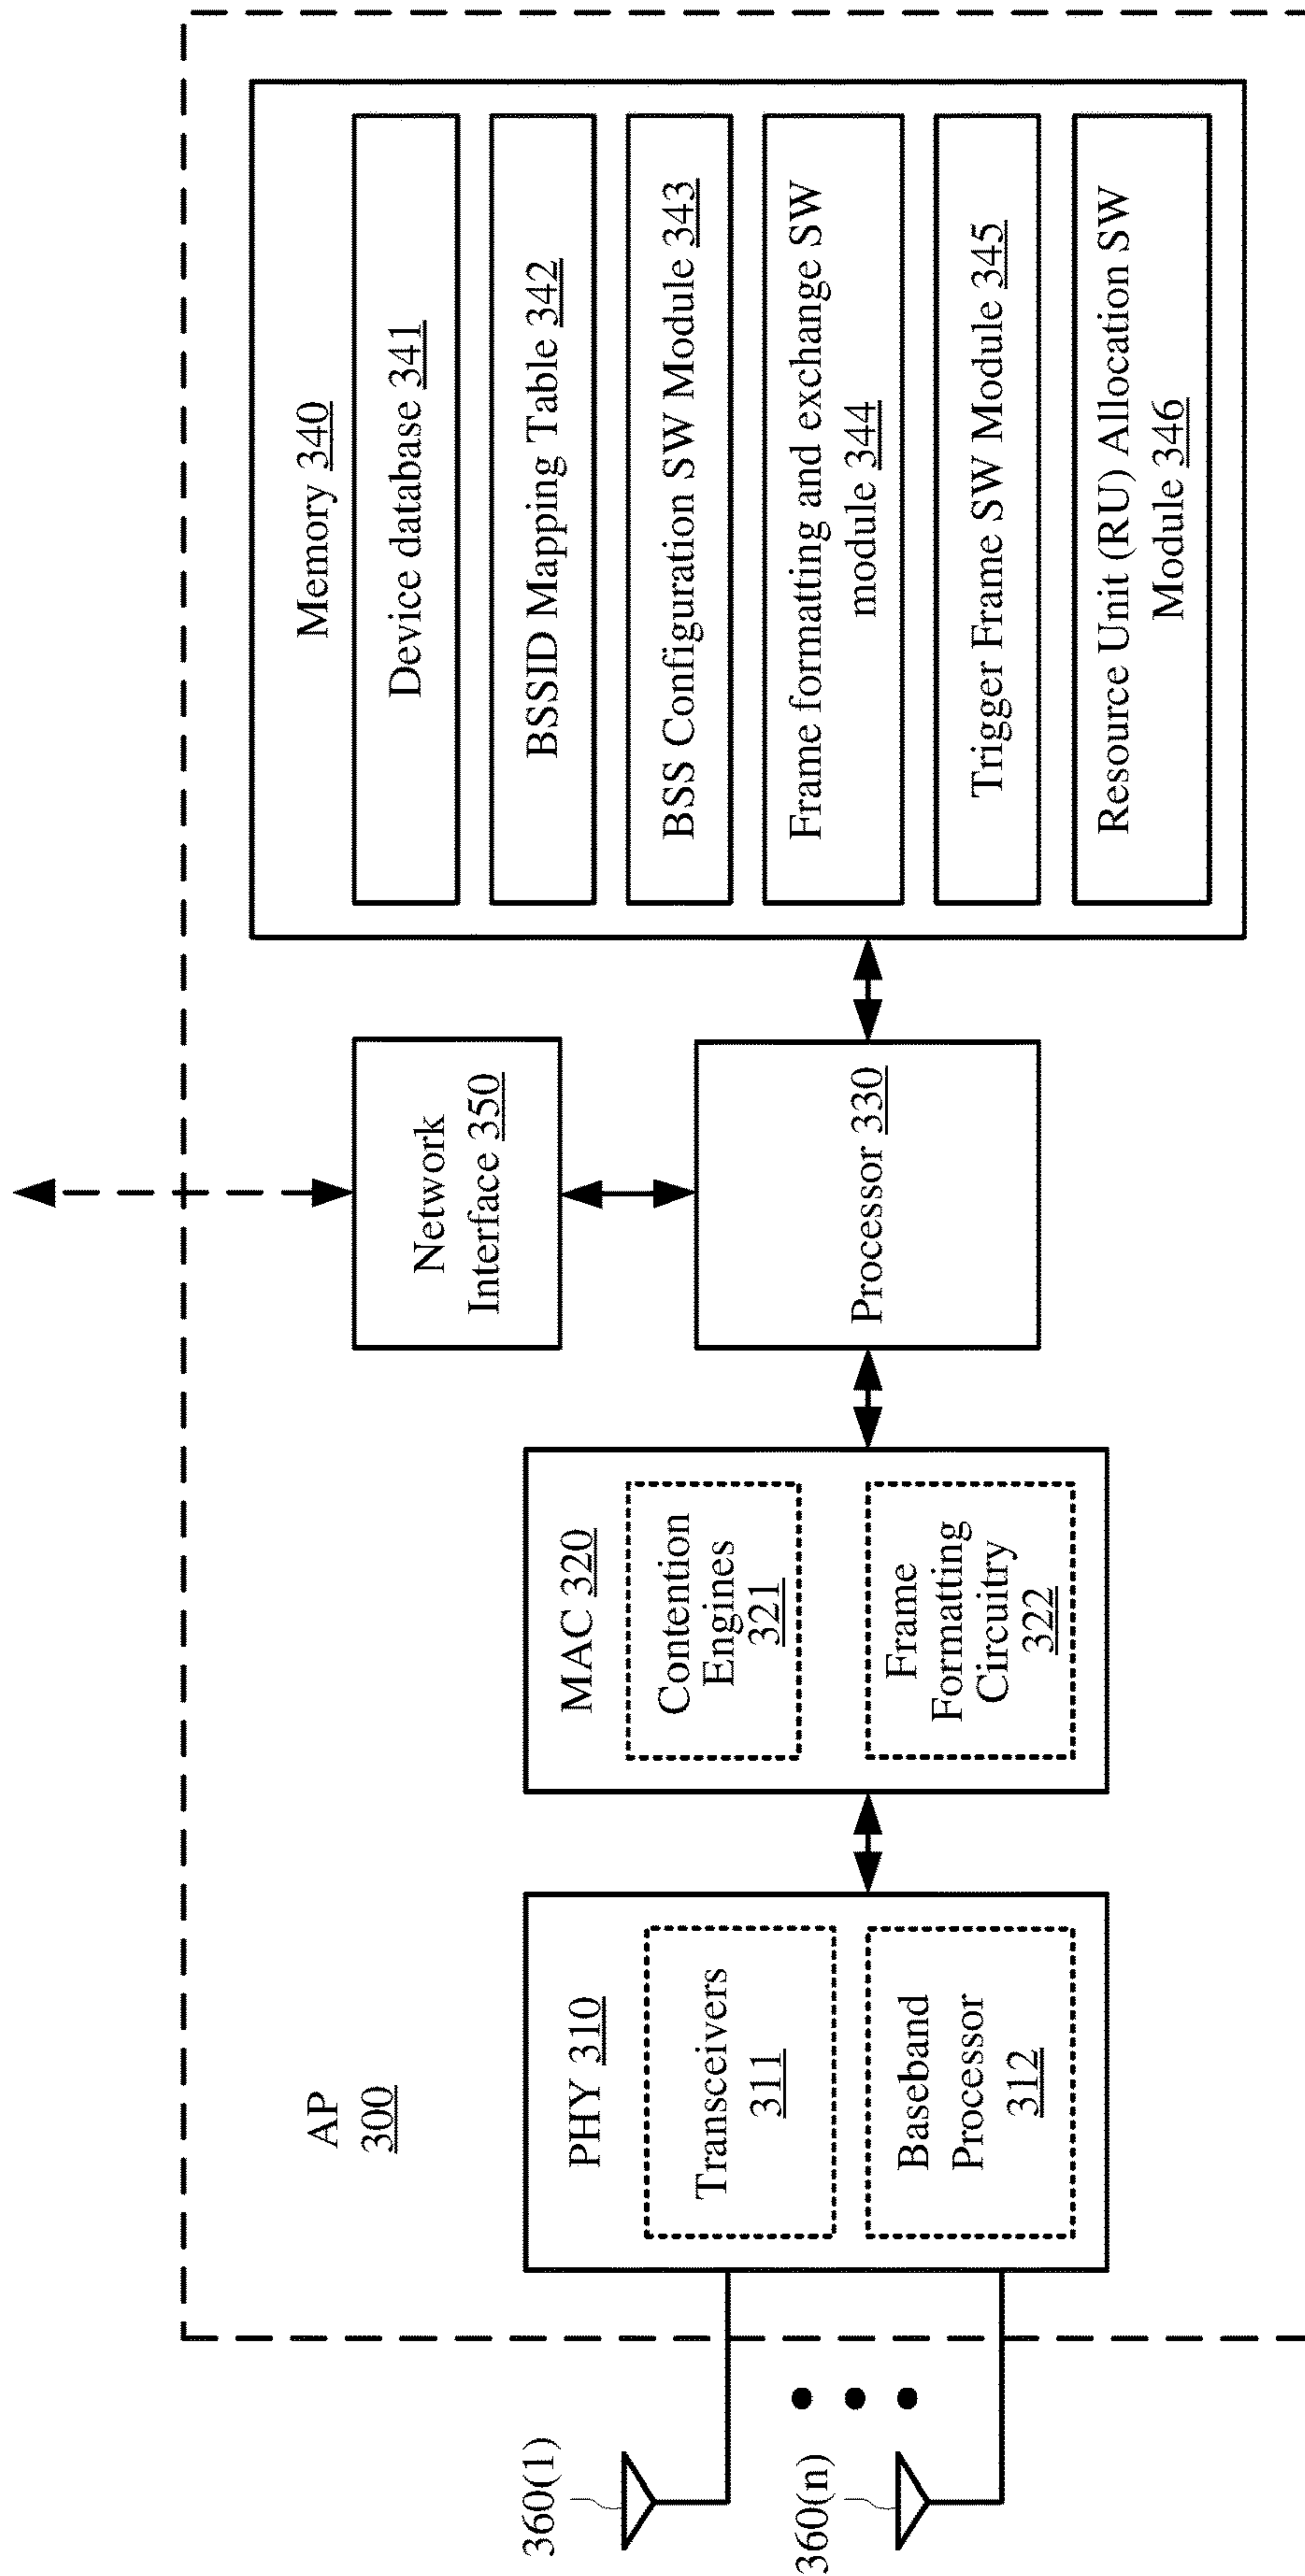 AP
300
360(1)
360(n)
PHY 310
Transceivers
311
Baseband
Processor
312
MAC 320
Contention
Engines
321
Frame
Formatting
Circuitry
322
Network
Interface 350
Processor 330
Memory 340
Device database 341
BSSID Mapping Table 342
BSS Configuration SW Module 343
Frame formatting and exchange SW
module 344
Trigger Frame SW Module 345
Resource Unit (RU) Allocation SW
Module 346